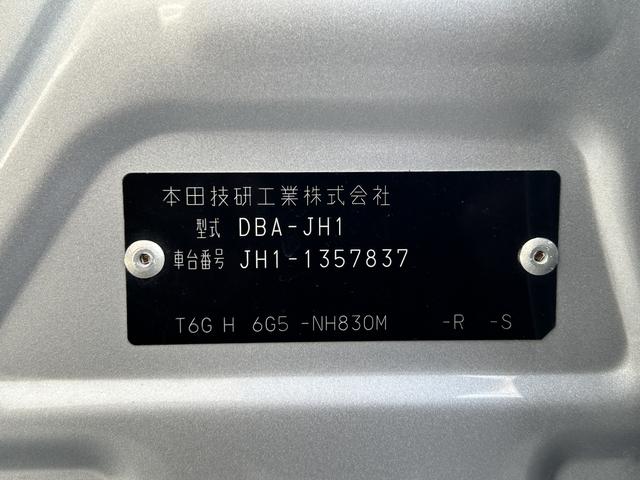 本田技研工業株式会社
型式 DBA-JH1
車台番号 JH1-1357837
T6G H 6G5 -NH830M -R -S